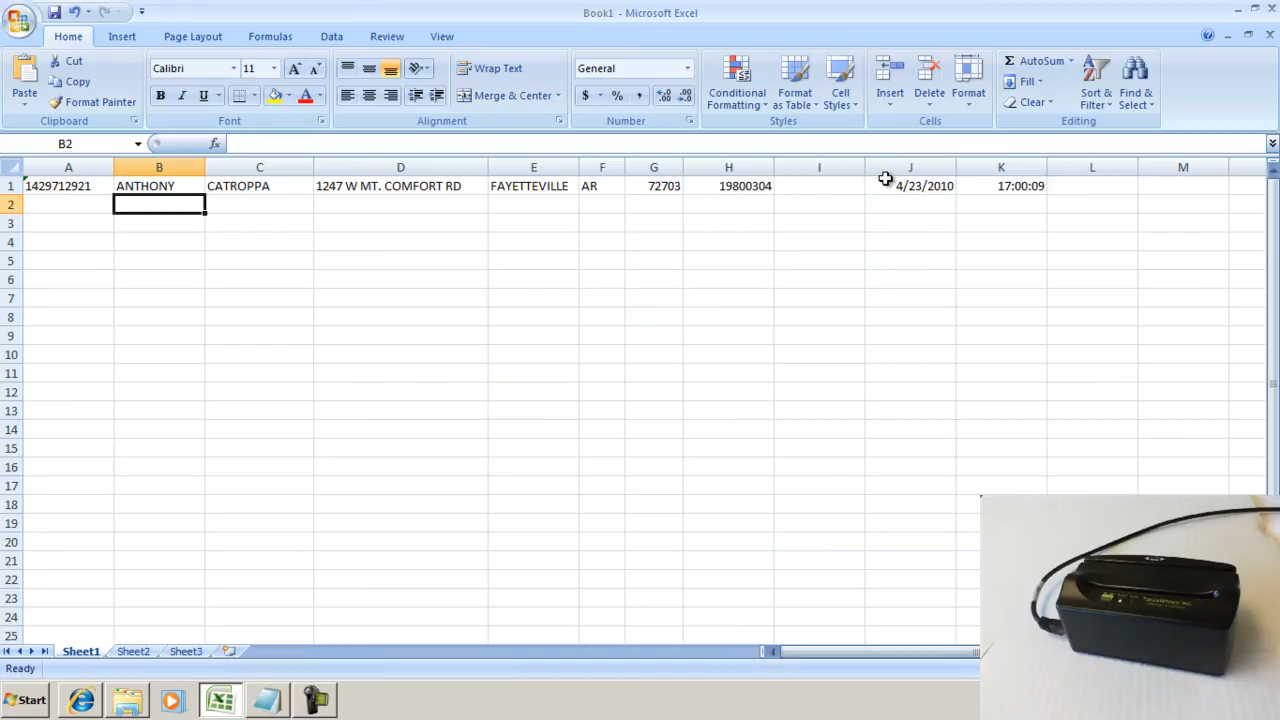 Book1 - Microsoft Excel
Home Insert Page Layout Formulas Data Review View
Paste Cut Copy Format Painter Clipboard
Calibri 11 Font
Wrap Text Merge & Center Alignment
General $ % , Number
Conditional Formatting Format as Table Cell Styles Styles
Insert Delete Format Cells
AutoSum Fill Clear Sort & Filter Find & Select Editing
B2 fx
A B C D E F G H I J K L M
1 1429712921 ANTHONY CATROPPA 1247 W MT. COMFORT RD FAYETTEVILLE AR 72703 19800304 4/23/2010 17:00:09
2
3
4
5
6
7
8
9
10
11
12
13
14
15
16
17
18
19
20
21
22
23
24
25
Sheet1 Sheet2 Sheet3
Ready
Start